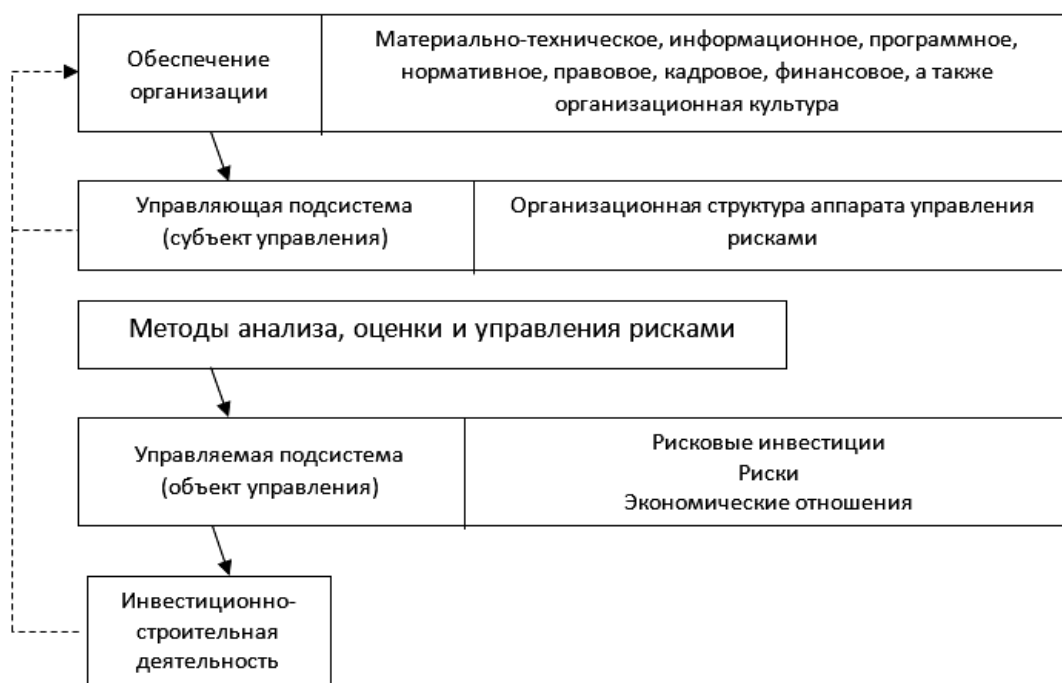 Обеспечение
организации
Материально-техническое, информационное, программное,
нормативное, правовое, кадровое, финансовое, а также
организационная культура
Управляющая подсистема
(субъект управления)
Организационная структура аппарата управления
рисками
Методы анализа, оценки и управления рисками
Управляемая подсистема
(объект управления)
Рисковые инвестиции
Риски
Экономические отношения
Инвестиционно-
строительная
деятельность